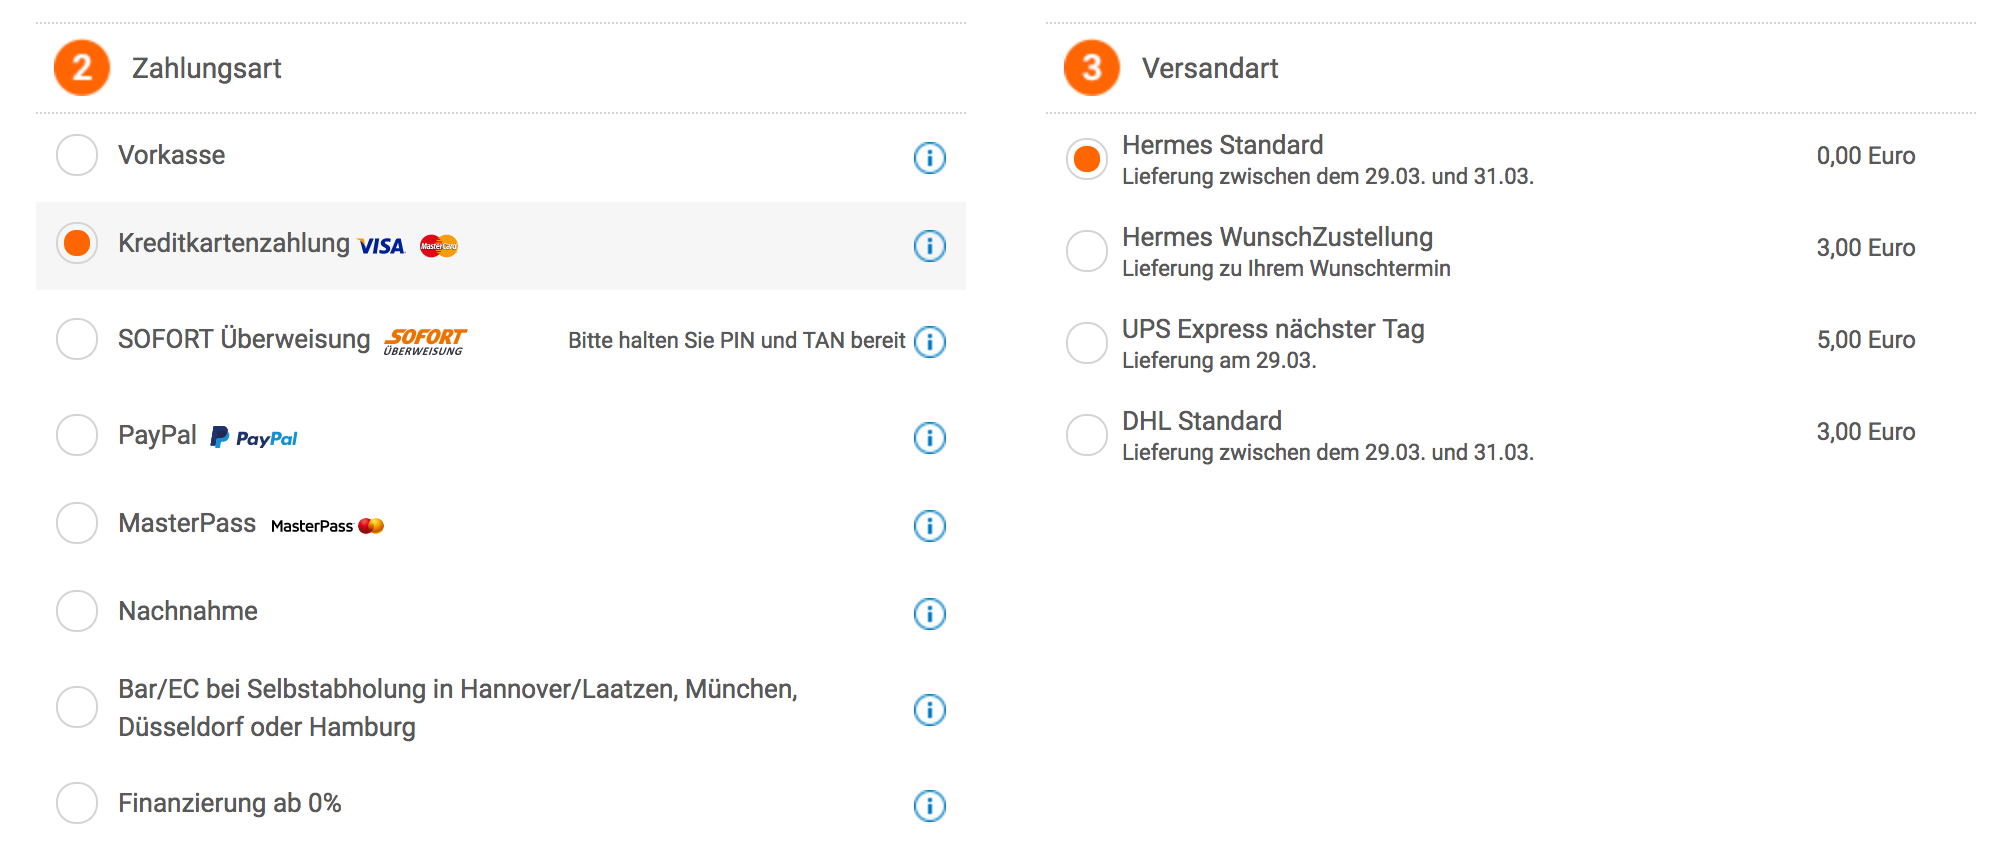 2 Zahlungsart
Vorkasse
Kreditkartenzahlung VISA MasterCard
SOFORT Überweisung SOFORT ÜBERWEISUNG Bitte halten Sie PIN und TAN bereit
PayPal PayPal
MasterPass MasterPass
Nachnahme
Bar/EC bei Selbstabholung in Hannover/Laatzen, München,
Düsseldorf oder Hamburg
Finanzierung ab 0%
3 Versandart
Hermes Standard 0,00 Euro
Lieferung zwischen dem 29.03. und 31.03.
Hermes WunschZustellung 3,00 Euro
Lieferung zu Ihrem Wunschtermin
UPS Express nächster Tag 5,00 Euro
Lieferung am 29.03.
DHL Standard 3,00 Euro
Lieferung zwischen dem 29.03. und 31.03.